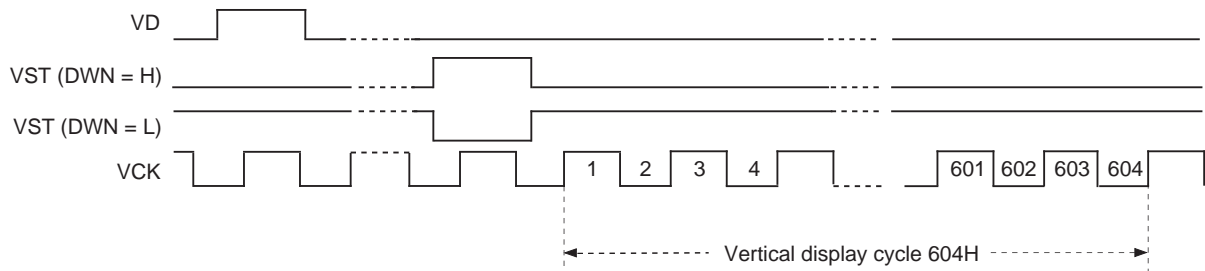 VD
VST (DWN = H)
VST (DWN = L)
VCK
1 2 3 4 601 602 603 604
Vertical display cycle 604H